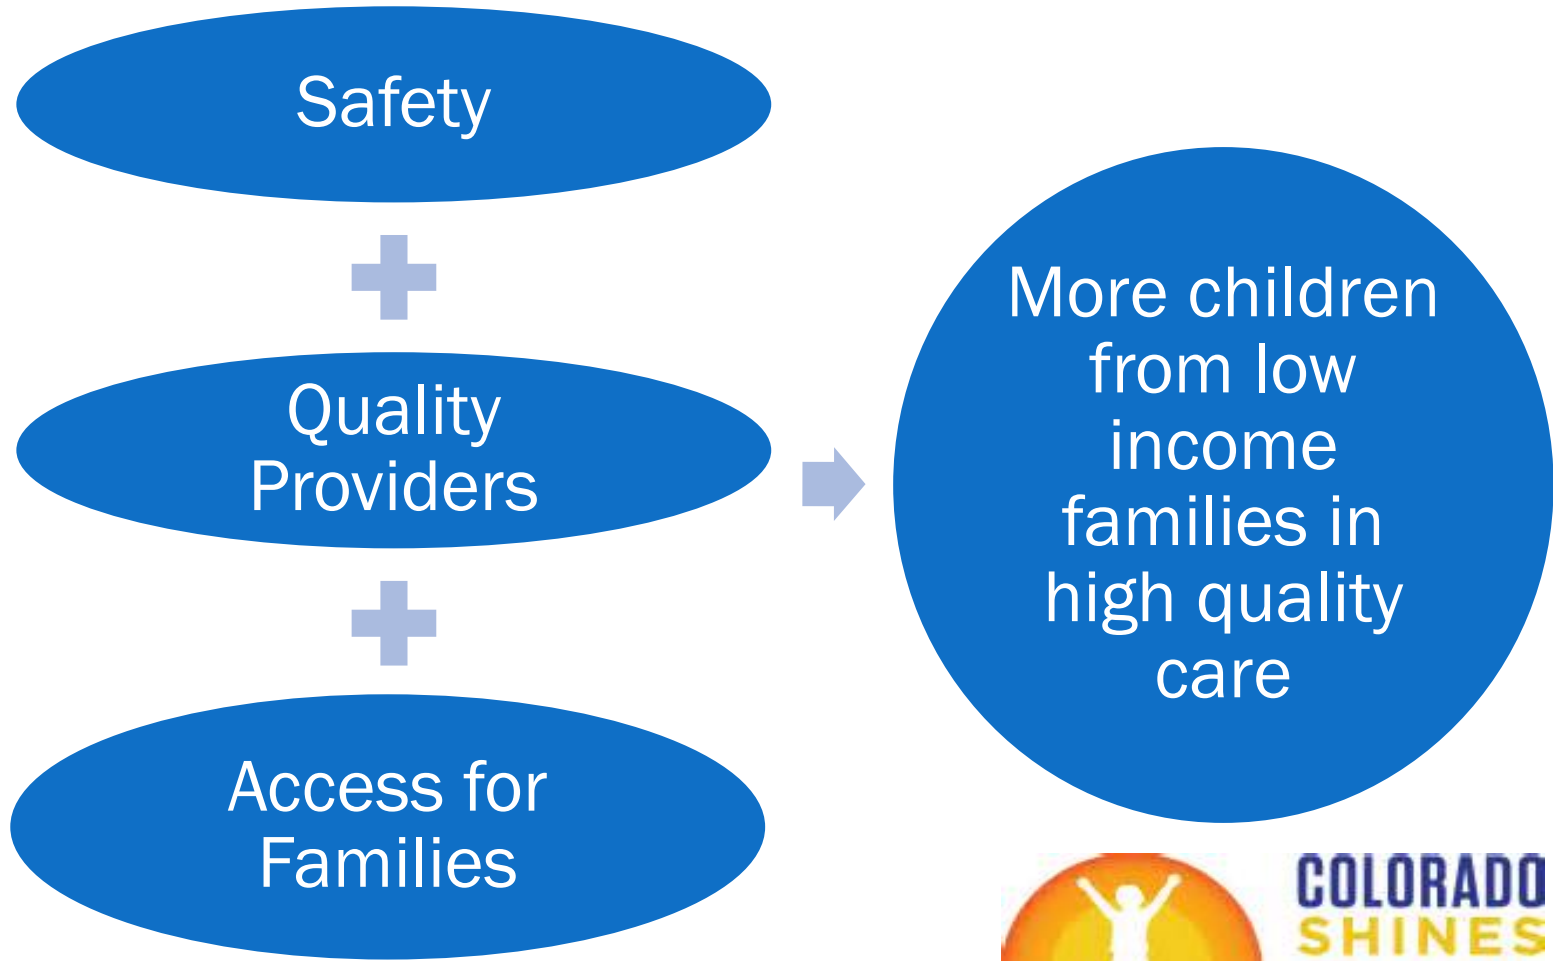 Safety
Quality
Providers
Access for
Families
More children
from low
income
families in
high quality
care
COLORADO
SHINES